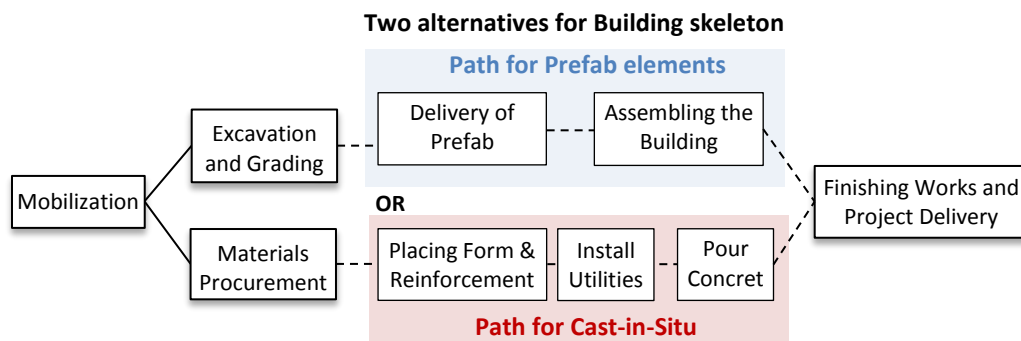 Two alternatives for Building skeleton
Path for Prefab elements
Mobilization
Excavation
and Grading
Delivery of
Prefab
Assembling the
Building
Finishing Works and
Project Delivery
OR
Materials
Procurement
Placing Form &
Reinforcement
Install
Utilities
Pour
Concret
Path for Cast-in-Situ